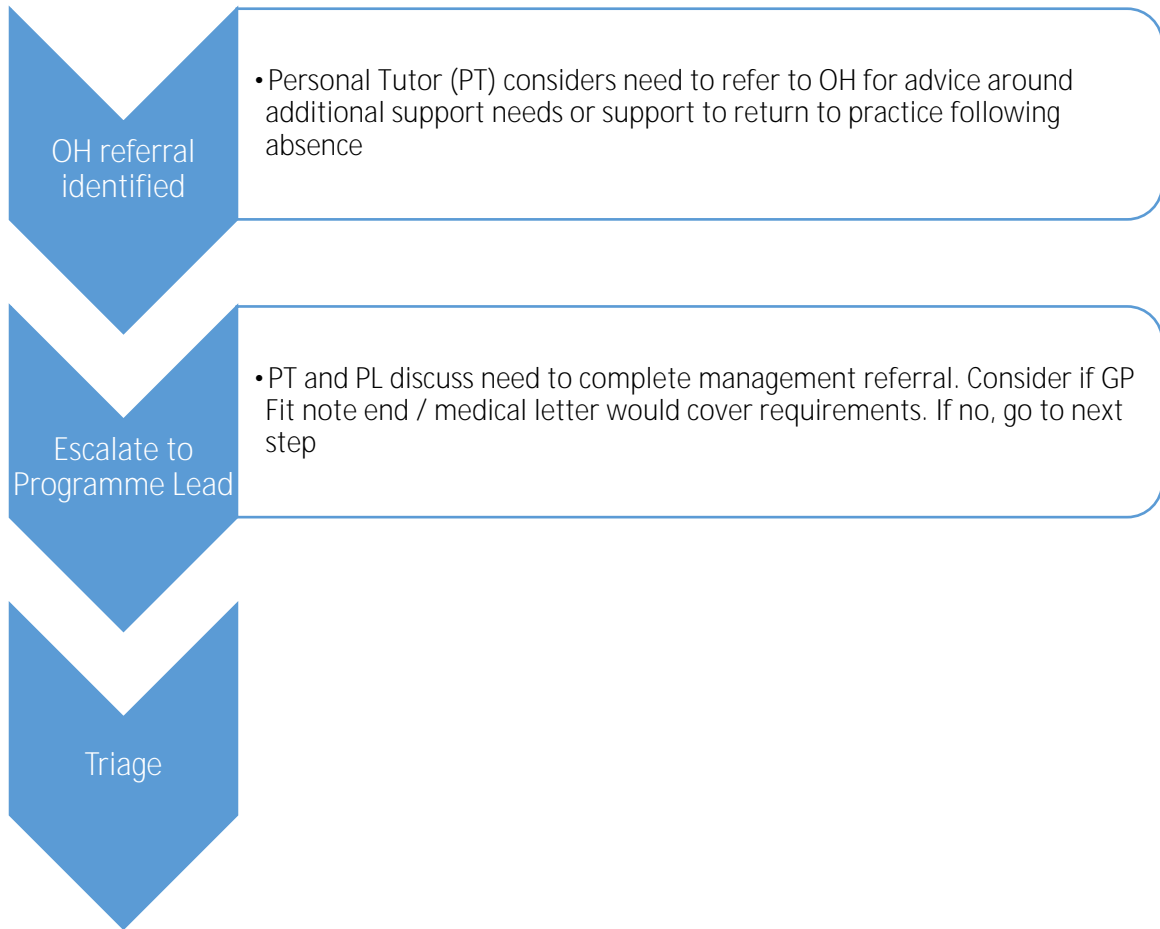 OH referral
identified
•Personal Tutor (PT) considers need to refer to OH for advice around
additional support needs or support to return to practice following
absence
Escalate to
Programme Lead
•PT and PL discuss need to complete management referral. Consider if GP
Fit note end / medical letter would cover requirements. If no, go to next
step
Triage